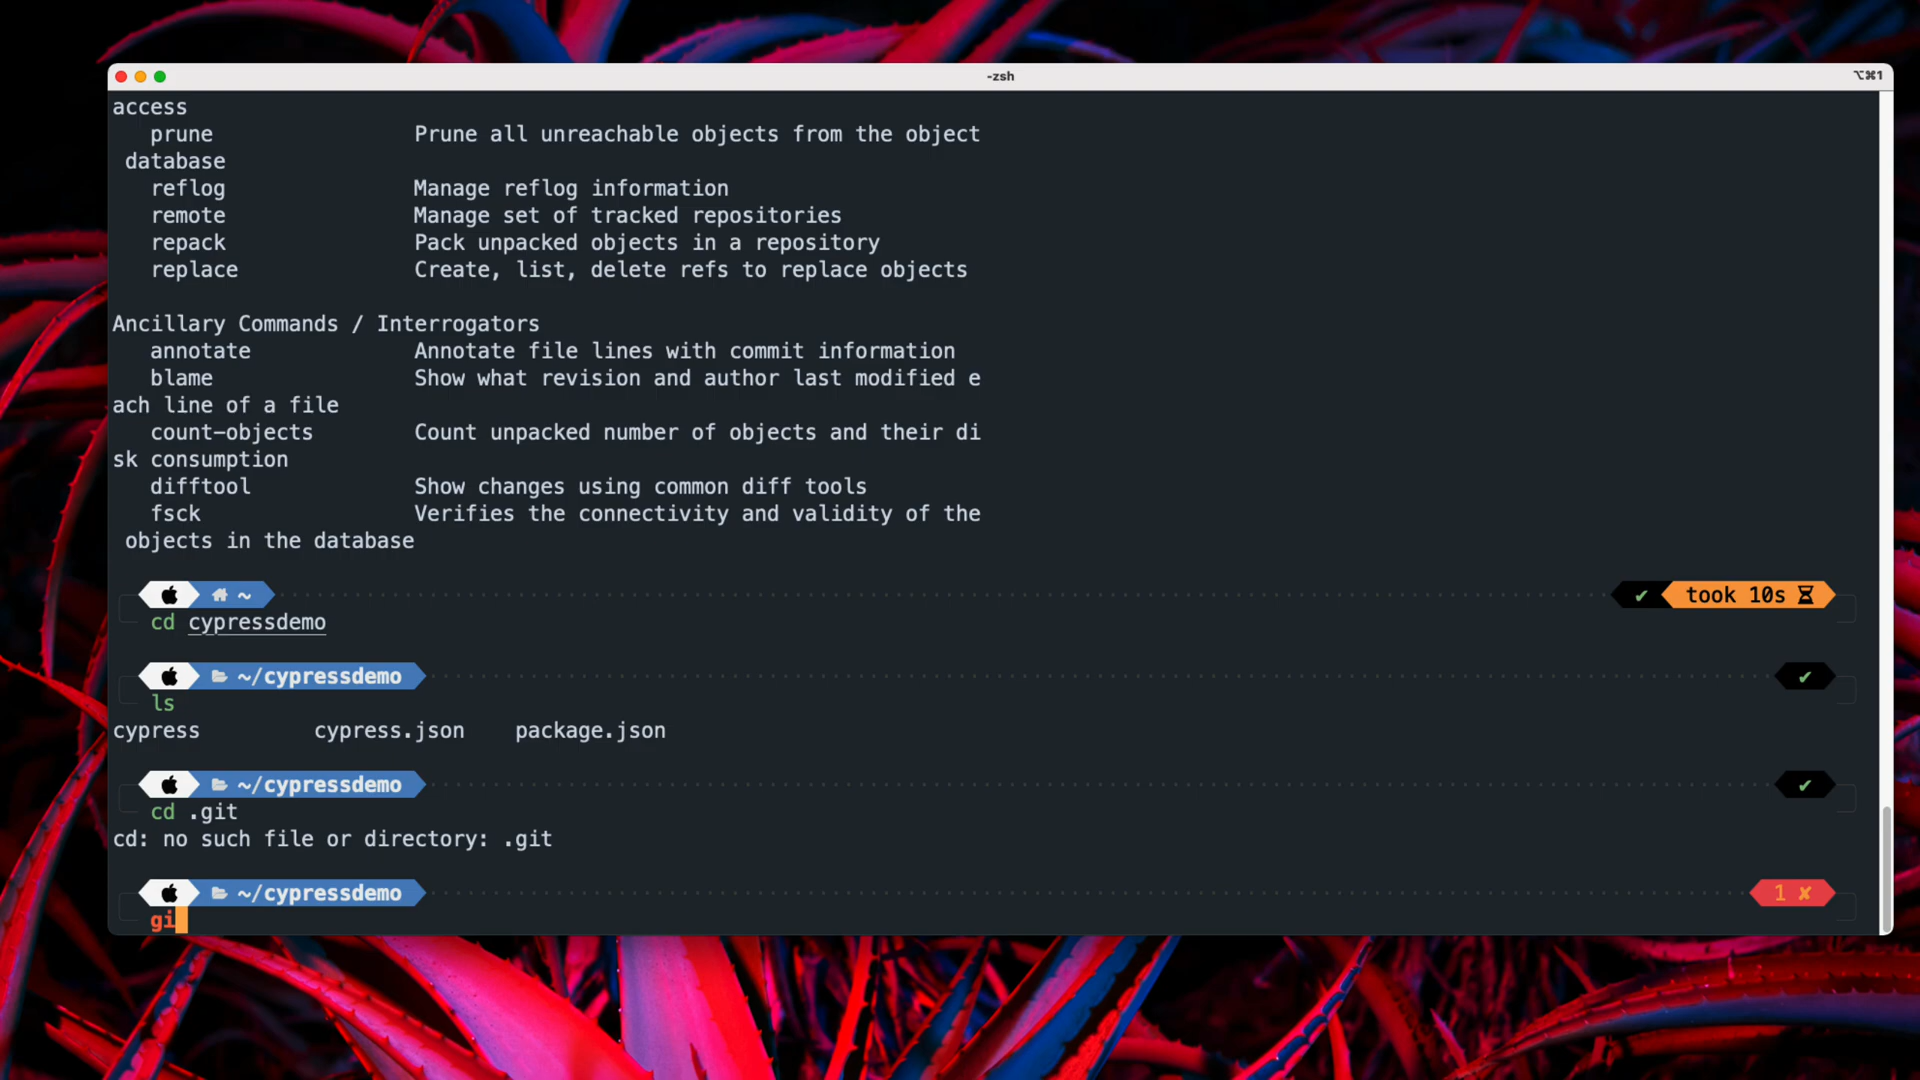 -zsh
⌥⌘1
access
prune Prune all unreachable objects from the object
database
reflog Manage reflog information
remote Manage set of tracked repositories
repack Pack unpacked objects in a repository
replace Create, list, delete refs to replace objects
Ancillary Commands / Interrogators
annotate Annotate file lines with commit information
blame Show what revision and author last modified e
ach line of a file
count-objects Count unpacked number of objects and their di
sk consumption
difftool Show changes using common diff tools
fsck Verifies the connectivity and validity of the
objects in the database
~ ✔ took 10s
cd cypressdemo
~/cypressdemo ✔
ls
cypress cypress.json package.json
~/cypressdemo ✔
cd .git
cd: no such file or directory: .git
~/cypressdemo 1 ✘
gi